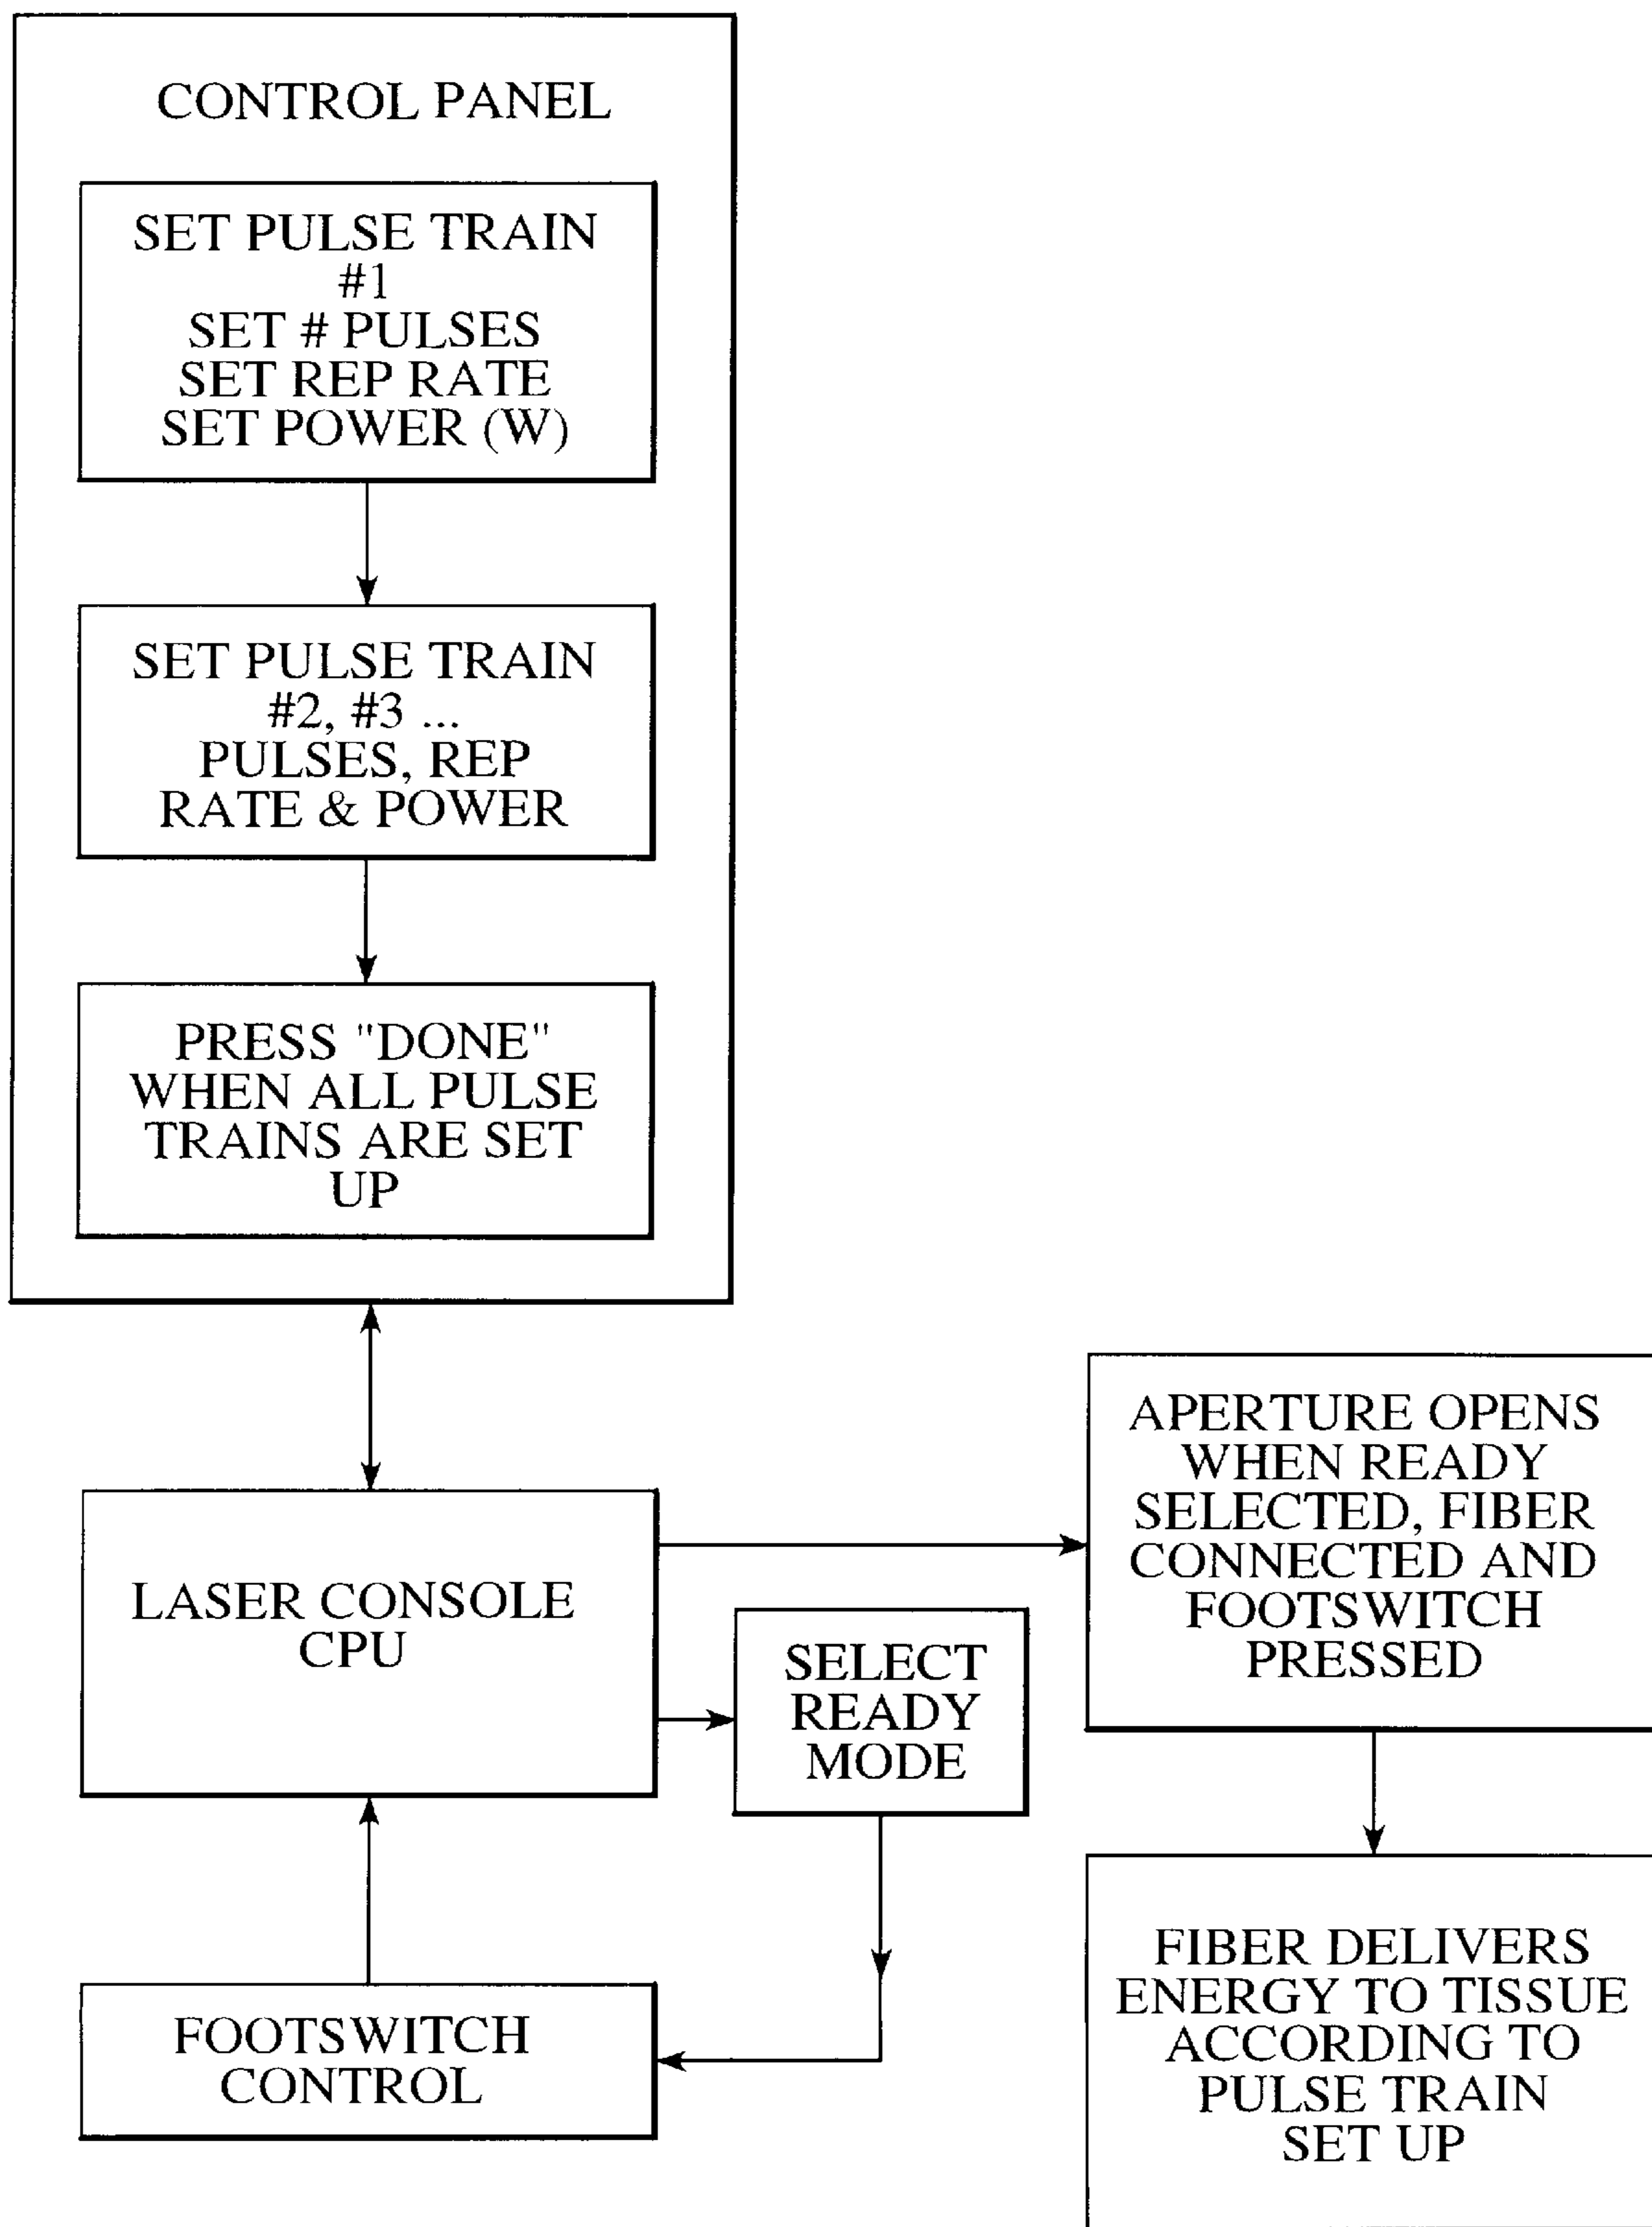 CONTROL PANEL
SET PULSE TRAIN
#1
SET # PULSES
SET REP RATE
SET POWER (W)
SET PULSE TRAIN
#2, #3 ...
PULSES, REP
RATE & POWER
PRESS "DONE"
WHEN ALL PULSE
TRAINS ARE SET
UP
LASER CONSOLE
CPU
SELECT
READY
MODE
FOOTSWITCH
CONTROL
APERTURE OPENS
WHEN READY
SELECTED, FIBER
CONNECTED AND
FOOTSWITCH
PRESSED
FIBER DELIVERS
ENERGY TO TISSUE
ACCORDING TO
PULSE TRAIN
SET UP